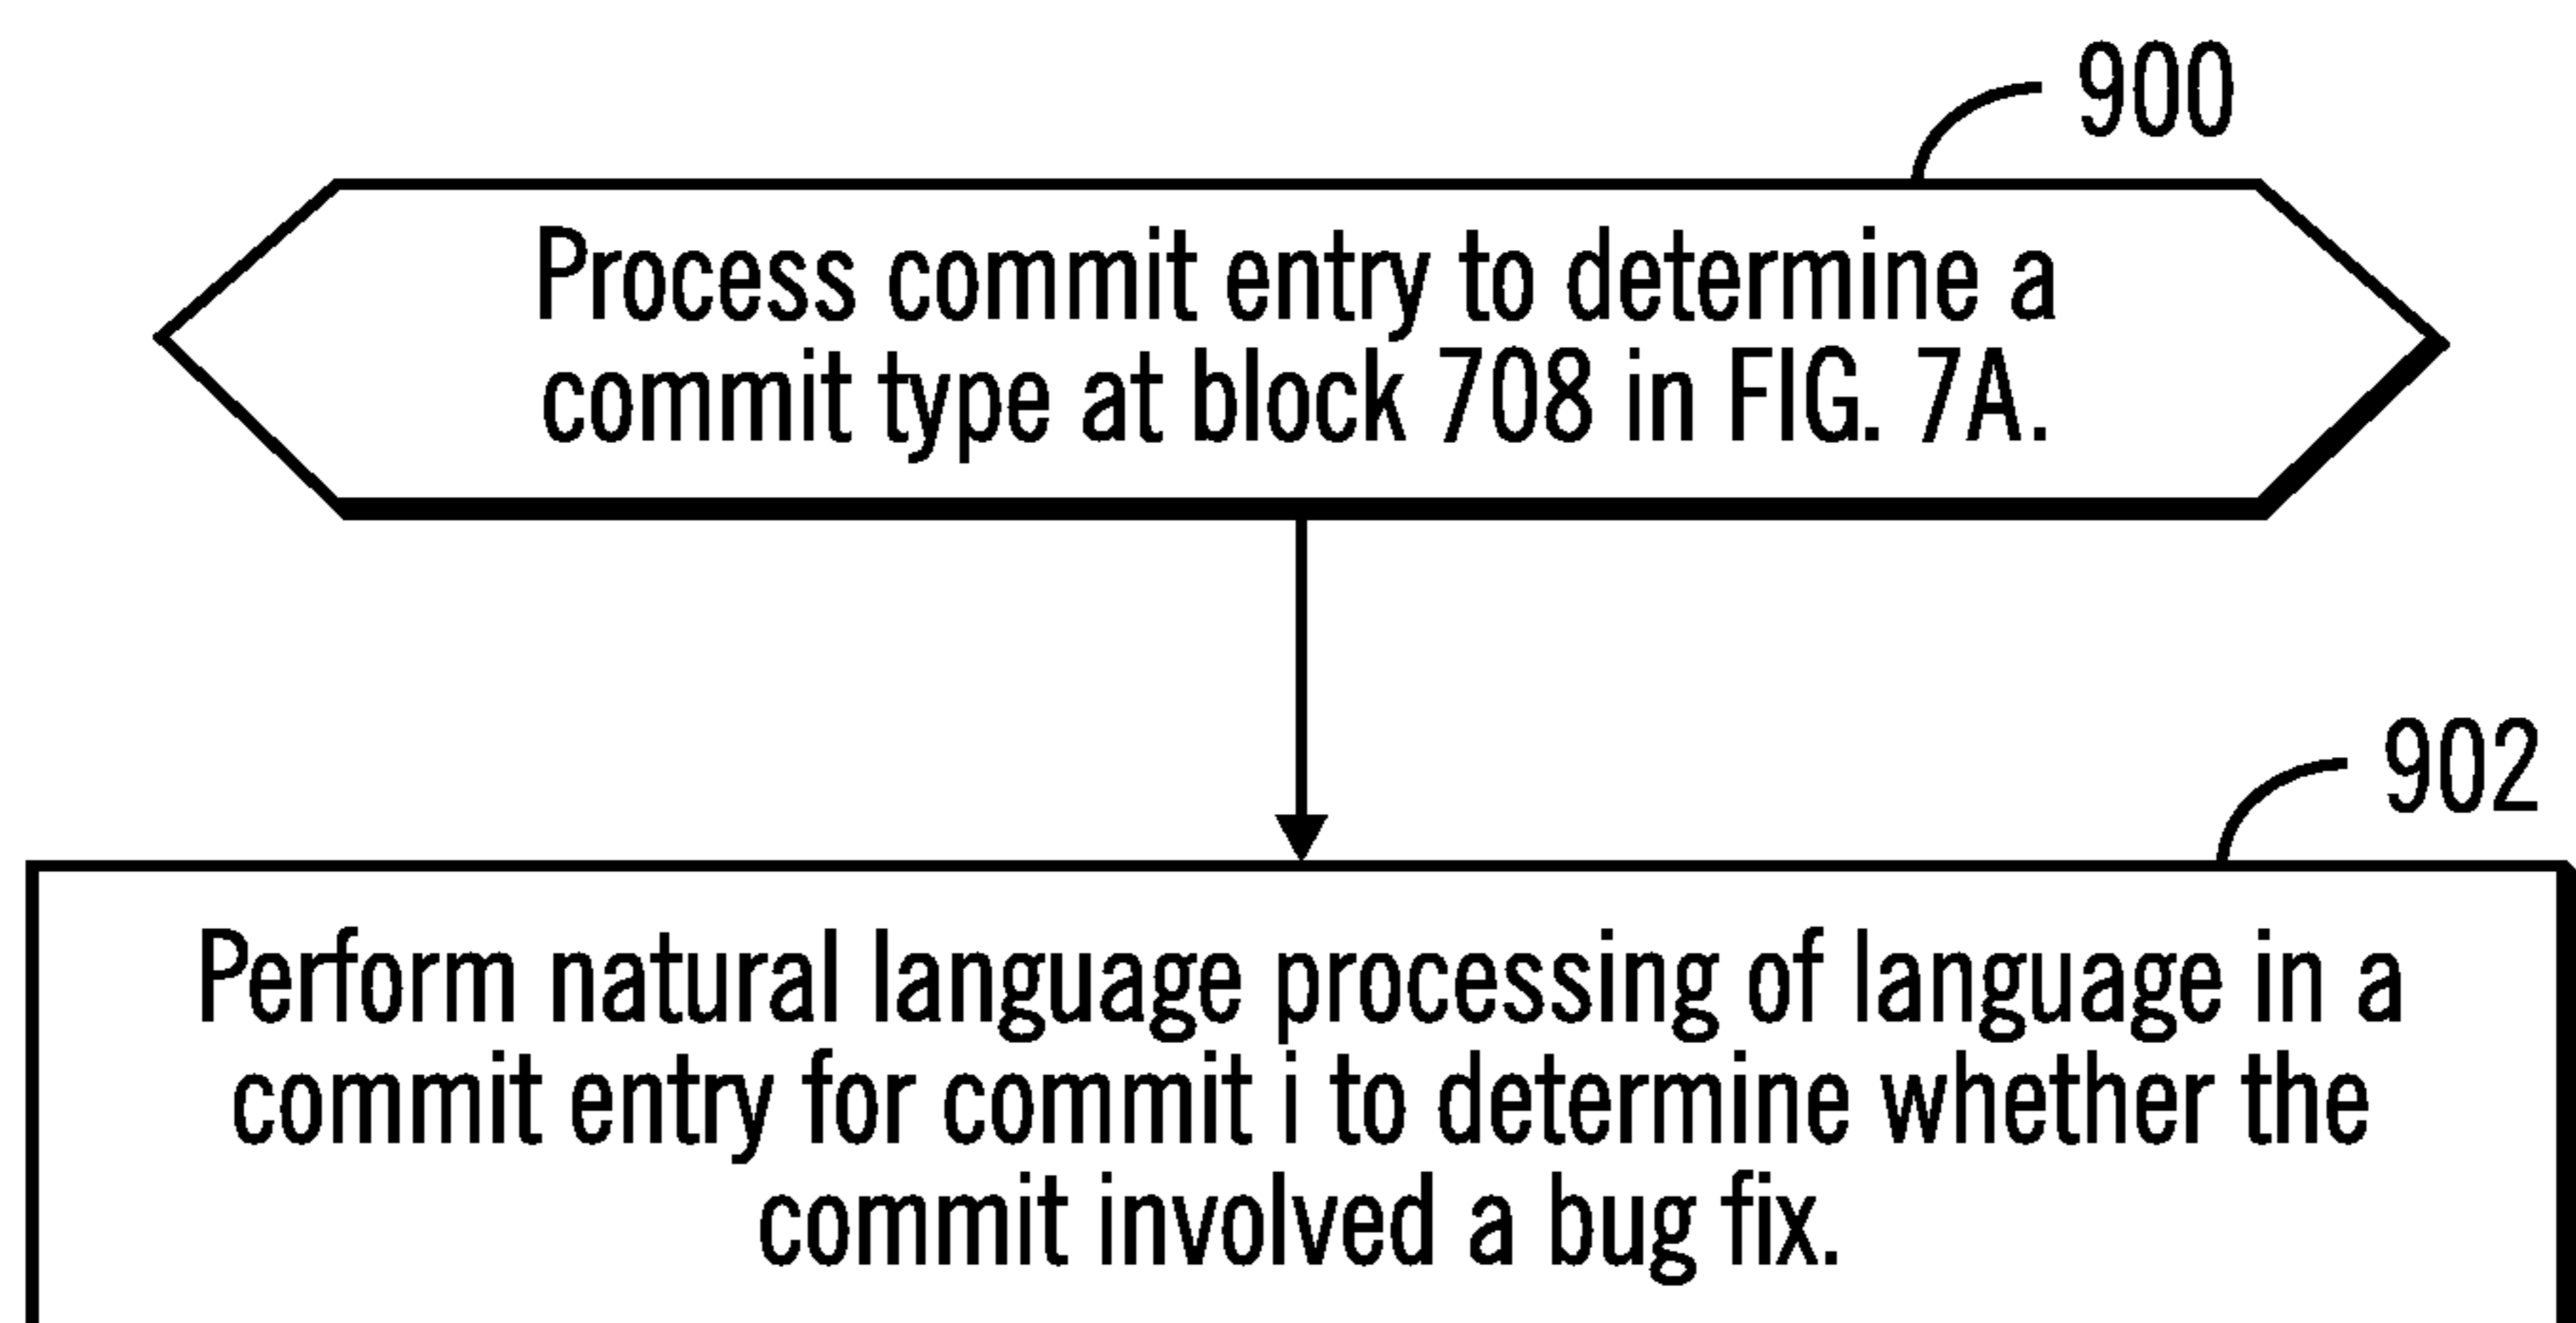 900
Process commit entry to determine a
commit type at block 708 in FIG. 7A.
902
Perform natural language processing of language in a
commit entry for commit i to determine whether the
commit involved a bug fix.